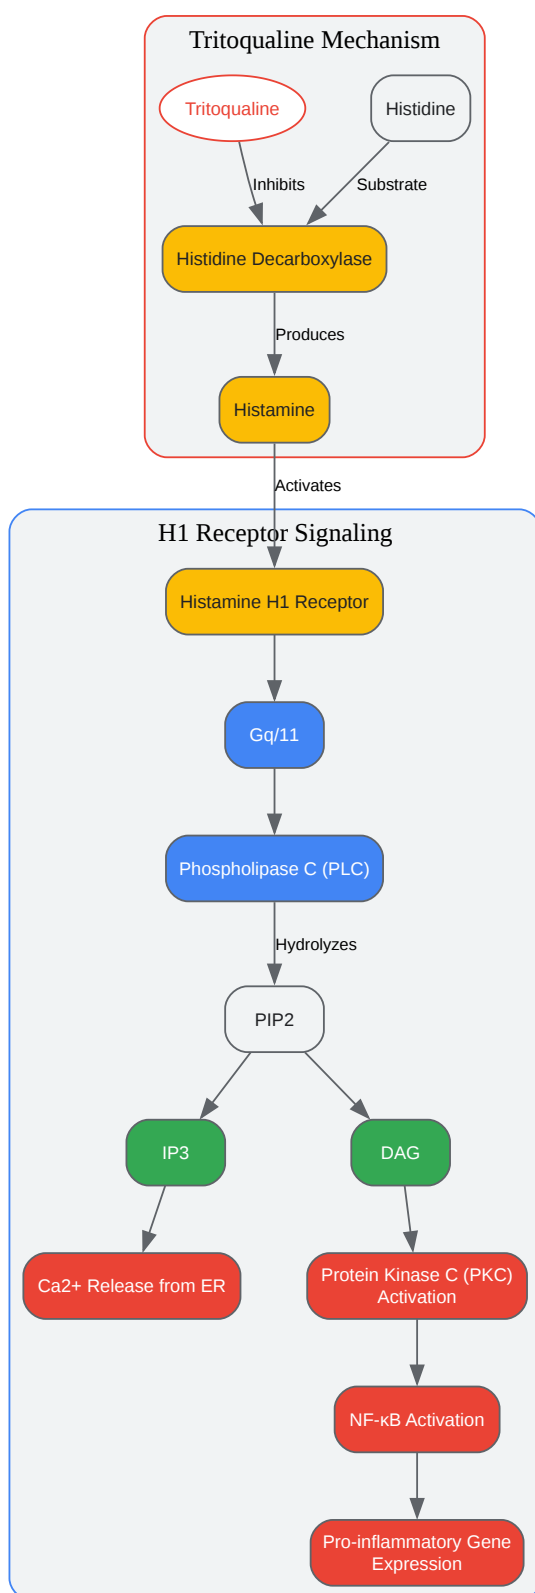 Tritoqualine Mechanism
Tritoqualine
Histidine
Inhibits
Substrate
Histidine Decarboxylase
Produces
Histamine
Activates
H1 Receptor Signaling
Histamine H1 Receptor
Gq/11
Phospholipase C (PLC)
Hydrolyzes
PIP2
IP3
DAG
Ca2+ Release from ER
Protein Kinase C (PKC)
Activation
NF-κB Activation
Pro-inflammatory Gene
Expression